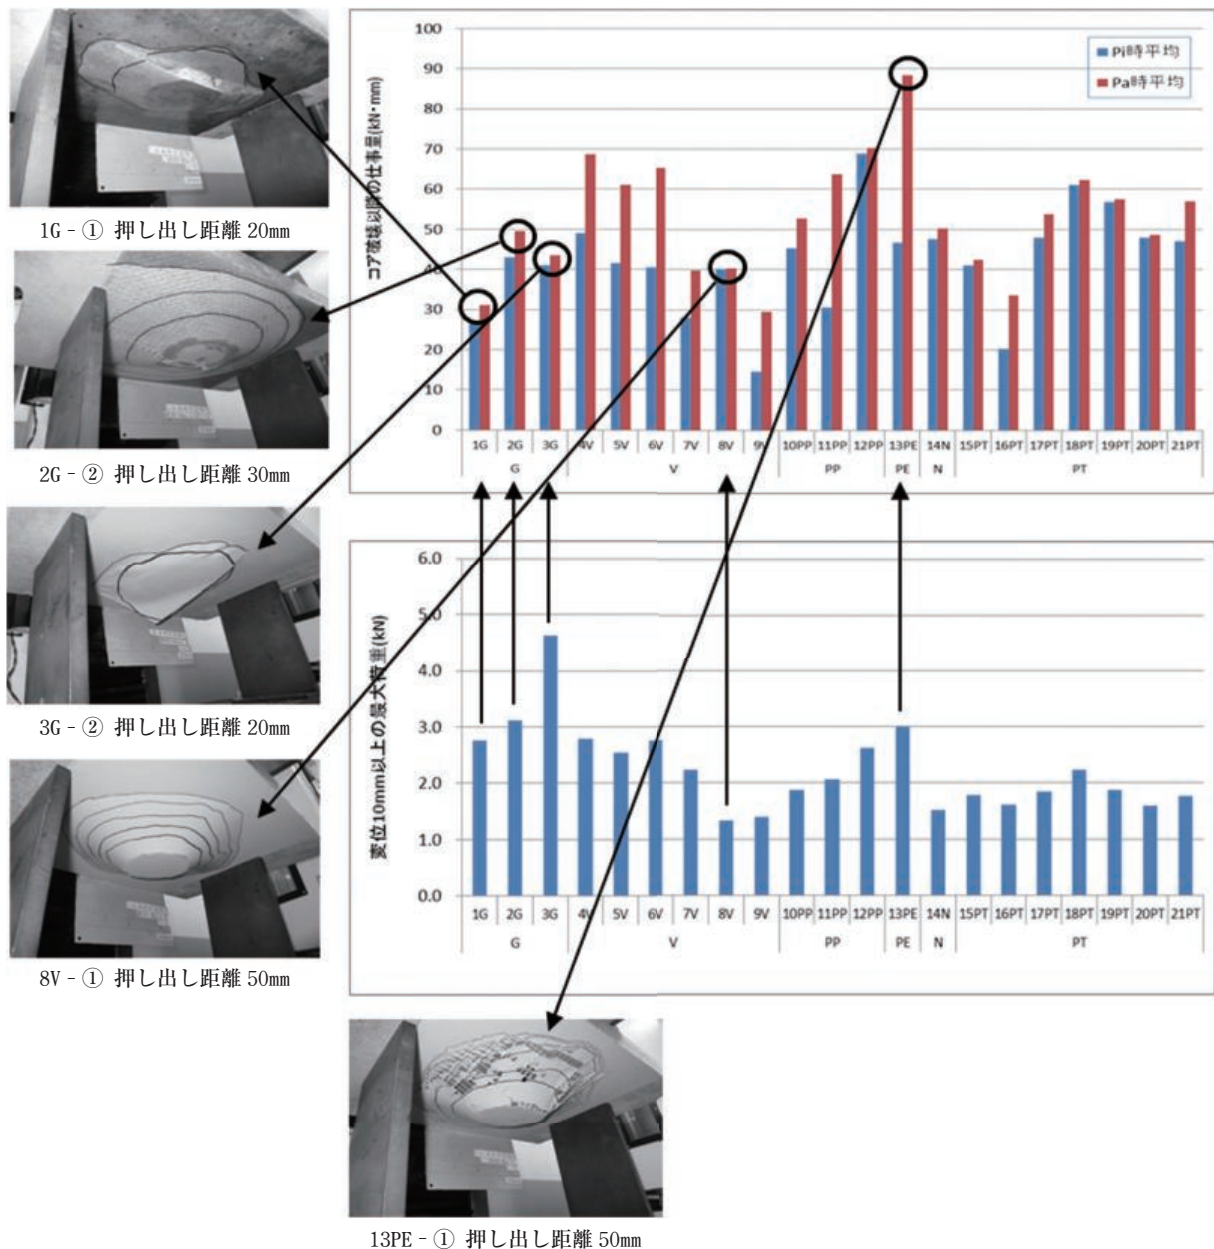 1G-① 押し出し距離 20mm
2G-② 押し出し距離 30mm
3G-② 押し出し距離 20mm
8V-① 押し出し距離 50mm
コア破壊以降の仕事量(kN・mm)
100
90
80
70
60
50
40
30
20
10
0
Pi時平均
Pa時平均
1G 2G 3G 4V 5V 6V 7V 8V 9V 10PP 11PP 12PP 13PE 14N 15PT 16PT 17PT 18PT 19PT 20PT 21PT
G V PP PE N PT
変位10mm以上の最大荷重(kN)
6.0
5.0
4.0
3.0
2.0
1.0
0.0
1G 2G 3G 4V 5V 6V 7V 8V 9V 10PP 11PP 12PP 13PE 14N 15PT 16PT 17PT 18PT 19PT 20PT 21PT
G V PP PE N PT
13PE-① 押し出し距離 50mm